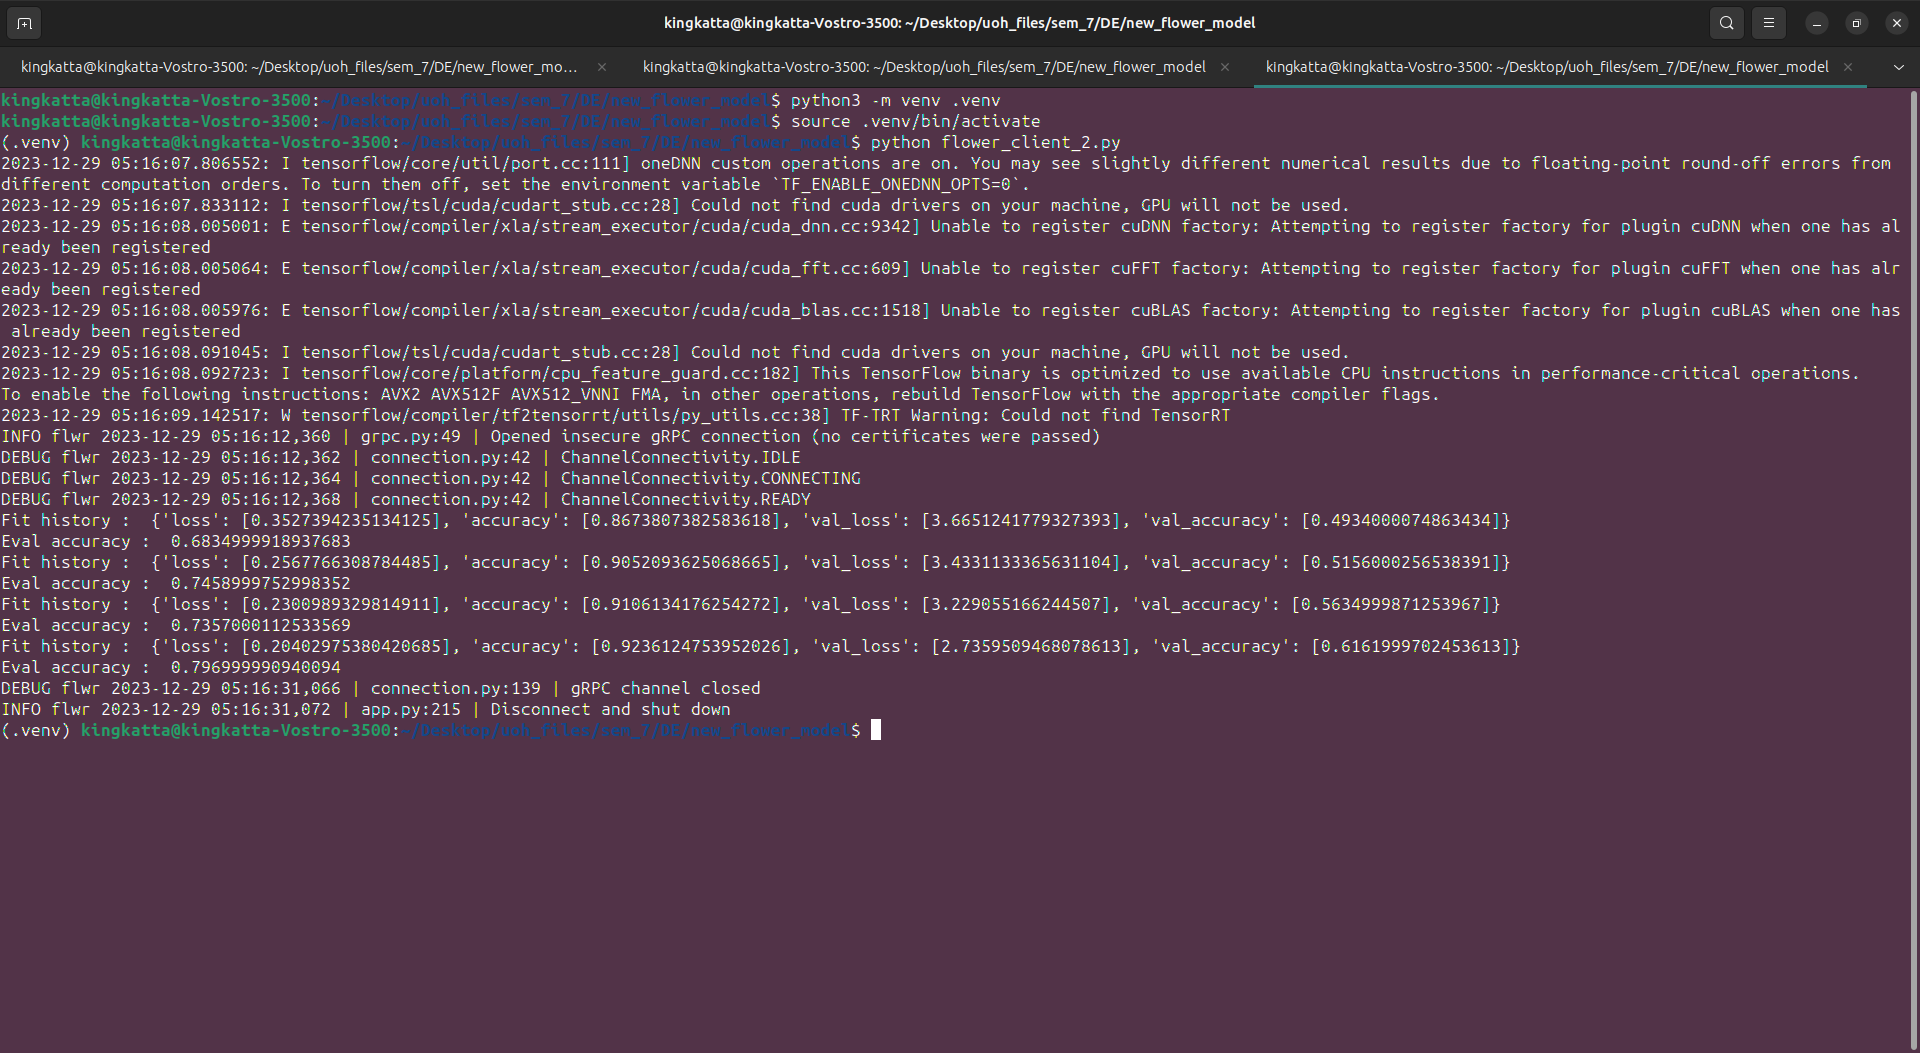 kingkatta@kingkatta-Vostro-3500: ~/Desktop/uoh_files/sem_7/DE/new_flower_model
kingkatta@kingkatta-Vostro-3500: ~/Desktop/uoh_files/sem_7/DE/new_flower_mo...
kingkatta@kingkatta-Vostro-3500: ~/Desktop/uoh_files/sem_7/DE/new_flower_model
kingkatta@kingkatta-Vostro-3500: ~/Desktop/uoh_files/sem_7/DE/new_flower_model
kingkatta@kingkatta-Vostro-3500:~/Desktop/uoh_files/sem_7/DE/new_flower_model$ python3 -m venv .venv
kingkatta@kingkatta-Vostro-3500:~/Desktop/uoh_files/sem_7/DE/new_flower_model$ source .venv/bin/activate
(.venv) kingkatta@kingkatta-Vostro-3500:~/Desktop/uoh_files/sem_7/DE/new_flower_model$ python flower_client_2.py
2023-12-29 05:16:07.806552: I tensorflow/core/util/port.cc:111] oneDNN custom operations are on. You may see slightly different numerical results due to floating-point round-off errors from
different computation orders. To turn them off, set the environment variable `TF_ENABLE_ONEDNN_OPTS=0`.
2023-12-29 05:16:07.833112: I tensorflow/tsl/cuda/cudart_stub.cc:28] Could not find cuda drivers on your machine, GPU will not be used.
2023-12-29 05:16:08.005001: E tensorflow/compiler/xla/stream_executor/cuda/cuda_dnn.cc:9342] Unable to register cuDNN factory: Attempting to register factory for plugin cuDNN when one has al
ready been registered
2023-12-29 05:16:08.005064: E tensorflow/compiler/xla/stream_executor/cuda/cuda_fft.cc:609] Unable to register cuFFT factory: Attempting to register factory for plugin cuFFT when one has alr
eady been registered
2023-12-29 05:16:08.005976: E tensorflow/compiler/xla/stream_executor/cuda/cuda_blas.cc:1518] Unable to register cuBLAS factory: Attempting to register factory for plugin cuBLAS when one has
 already been registered
2023-12-29 05:16:08.091045: I tensorflow/tsl/cuda/cudart_stub.cc:28] Could not find cuda drivers on your machine, GPU will not be used.
2023-12-29 05:16:08.092723: I tensorflow/core/platform/cpu_feature_guard.cc:182] This TensorFlow binary is optimized to use available CPU instructions in performance-critical operations.
To enable the following instructions: AVX2 AVX512F AVX512_VNNI FMA, in other operations, rebuild TensorFlow with the appropriate compiler flags.
2023-12-29 05:16:09.142517: W tensorflow/compiler/tf2tensorrt/utils/py_utils.cc:38] TF-TRT Warning: Could not find TensorRT
INFO flwr 2023-12-29 05:16:12,360 | grpc.py:49 | Opened insecure gRPC connection (no certificates were passed)
DEBUG flwr 2023-12-29 05:16:12,362 | connection.py:42 | ChannelConnectivity.IDLE
DEBUG flwr 2023-12-29 05:16:12,364 | connection.py:42 | ChannelConnectivity.CONNECTING
DEBUG flwr 2023-12-29 05:16:12,368 | connection.py:42 | ChannelConnectivity.READY
Fit history :  {'loss': [0.3527394235134125], 'accuracy': [0.8673807382583618], 'val_loss': [3.6651241779327393], 'val_accuracy': [0.4934000074863434]}
Eval accuracy :  0.6834999918937683
Fit history :  {'loss': [0.2567766308784485], 'accuracy': [0.9052093625068665], 'val_loss': [3.4331133365631104], 'val_accuracy': [0.5156000256538391]}
Eval accuracy :  0.7458999752998352
Fit history :  {'loss': [0.2300989329814911], 'accuracy': [0.9106134176254272], 'val_loss': [3.229055166244507], 'val_accuracy': [0.5634999871253967]}
Eval accuracy :  0.7357000112533569
Fit history :  {'loss': [0.20402975380420685], 'accuracy': [0.9236124753952026], 'val_loss': [2.7359509468078613], 'val_accuracy': [0.6161999702453613]}
Eval accuracy :  0.796999990940094
DEBUG flwr 2023-12-29 05:16:31,066 | connection.py:139 | gRPC channel closed
INFO flwr 2023-12-29 05:16:31,072 | app.py:215 | Disconnect and shut down
(.venv) kingkatta@kingkatta-Vostro-3500:~/Desktop/uoh_files/sem_7/DE/new_flower_model$